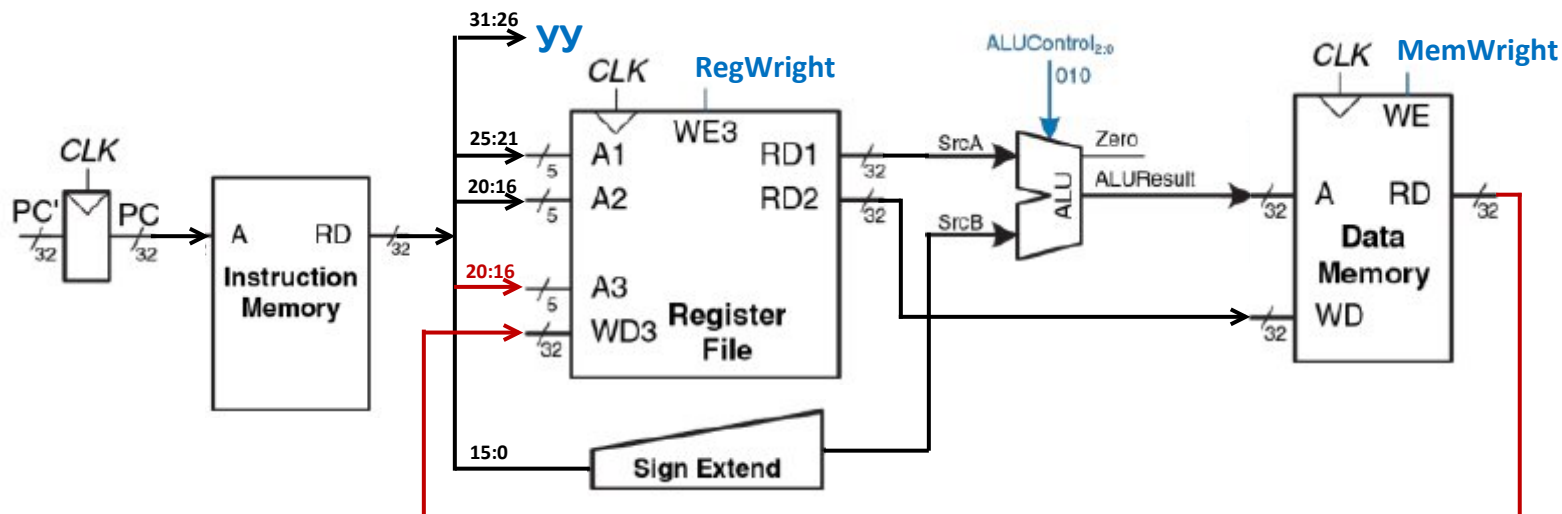 31:26
уу
RegWright
ALUControl2:0
010
CLK
MemWright
CLK
WE3
WE
CLK
25:21
5
A1
RD1
32
SrcA
Zero
20:16
5
A2
RD2
32
ALUResult
ALU
SrcB
32
A
RD
32
Data
Memory
PC'
32
PC
32
A
RD
32
Instruction
Memory
20:16
5
A3
32
WD3
Register
File
32
WD
15:0
Sign Extend